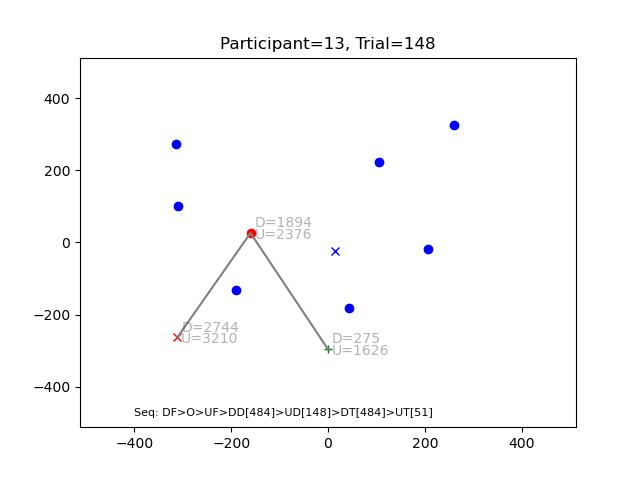 Participant=13, Trial=148
400
200
0
−200
−400
D=1894
U=2376
D=2744
U=3210
D=275
U=1626
Seq: DF>O>UF>DD[484]>UD[148]>DT[484]>UT[51]
−400 −200 0 200 400